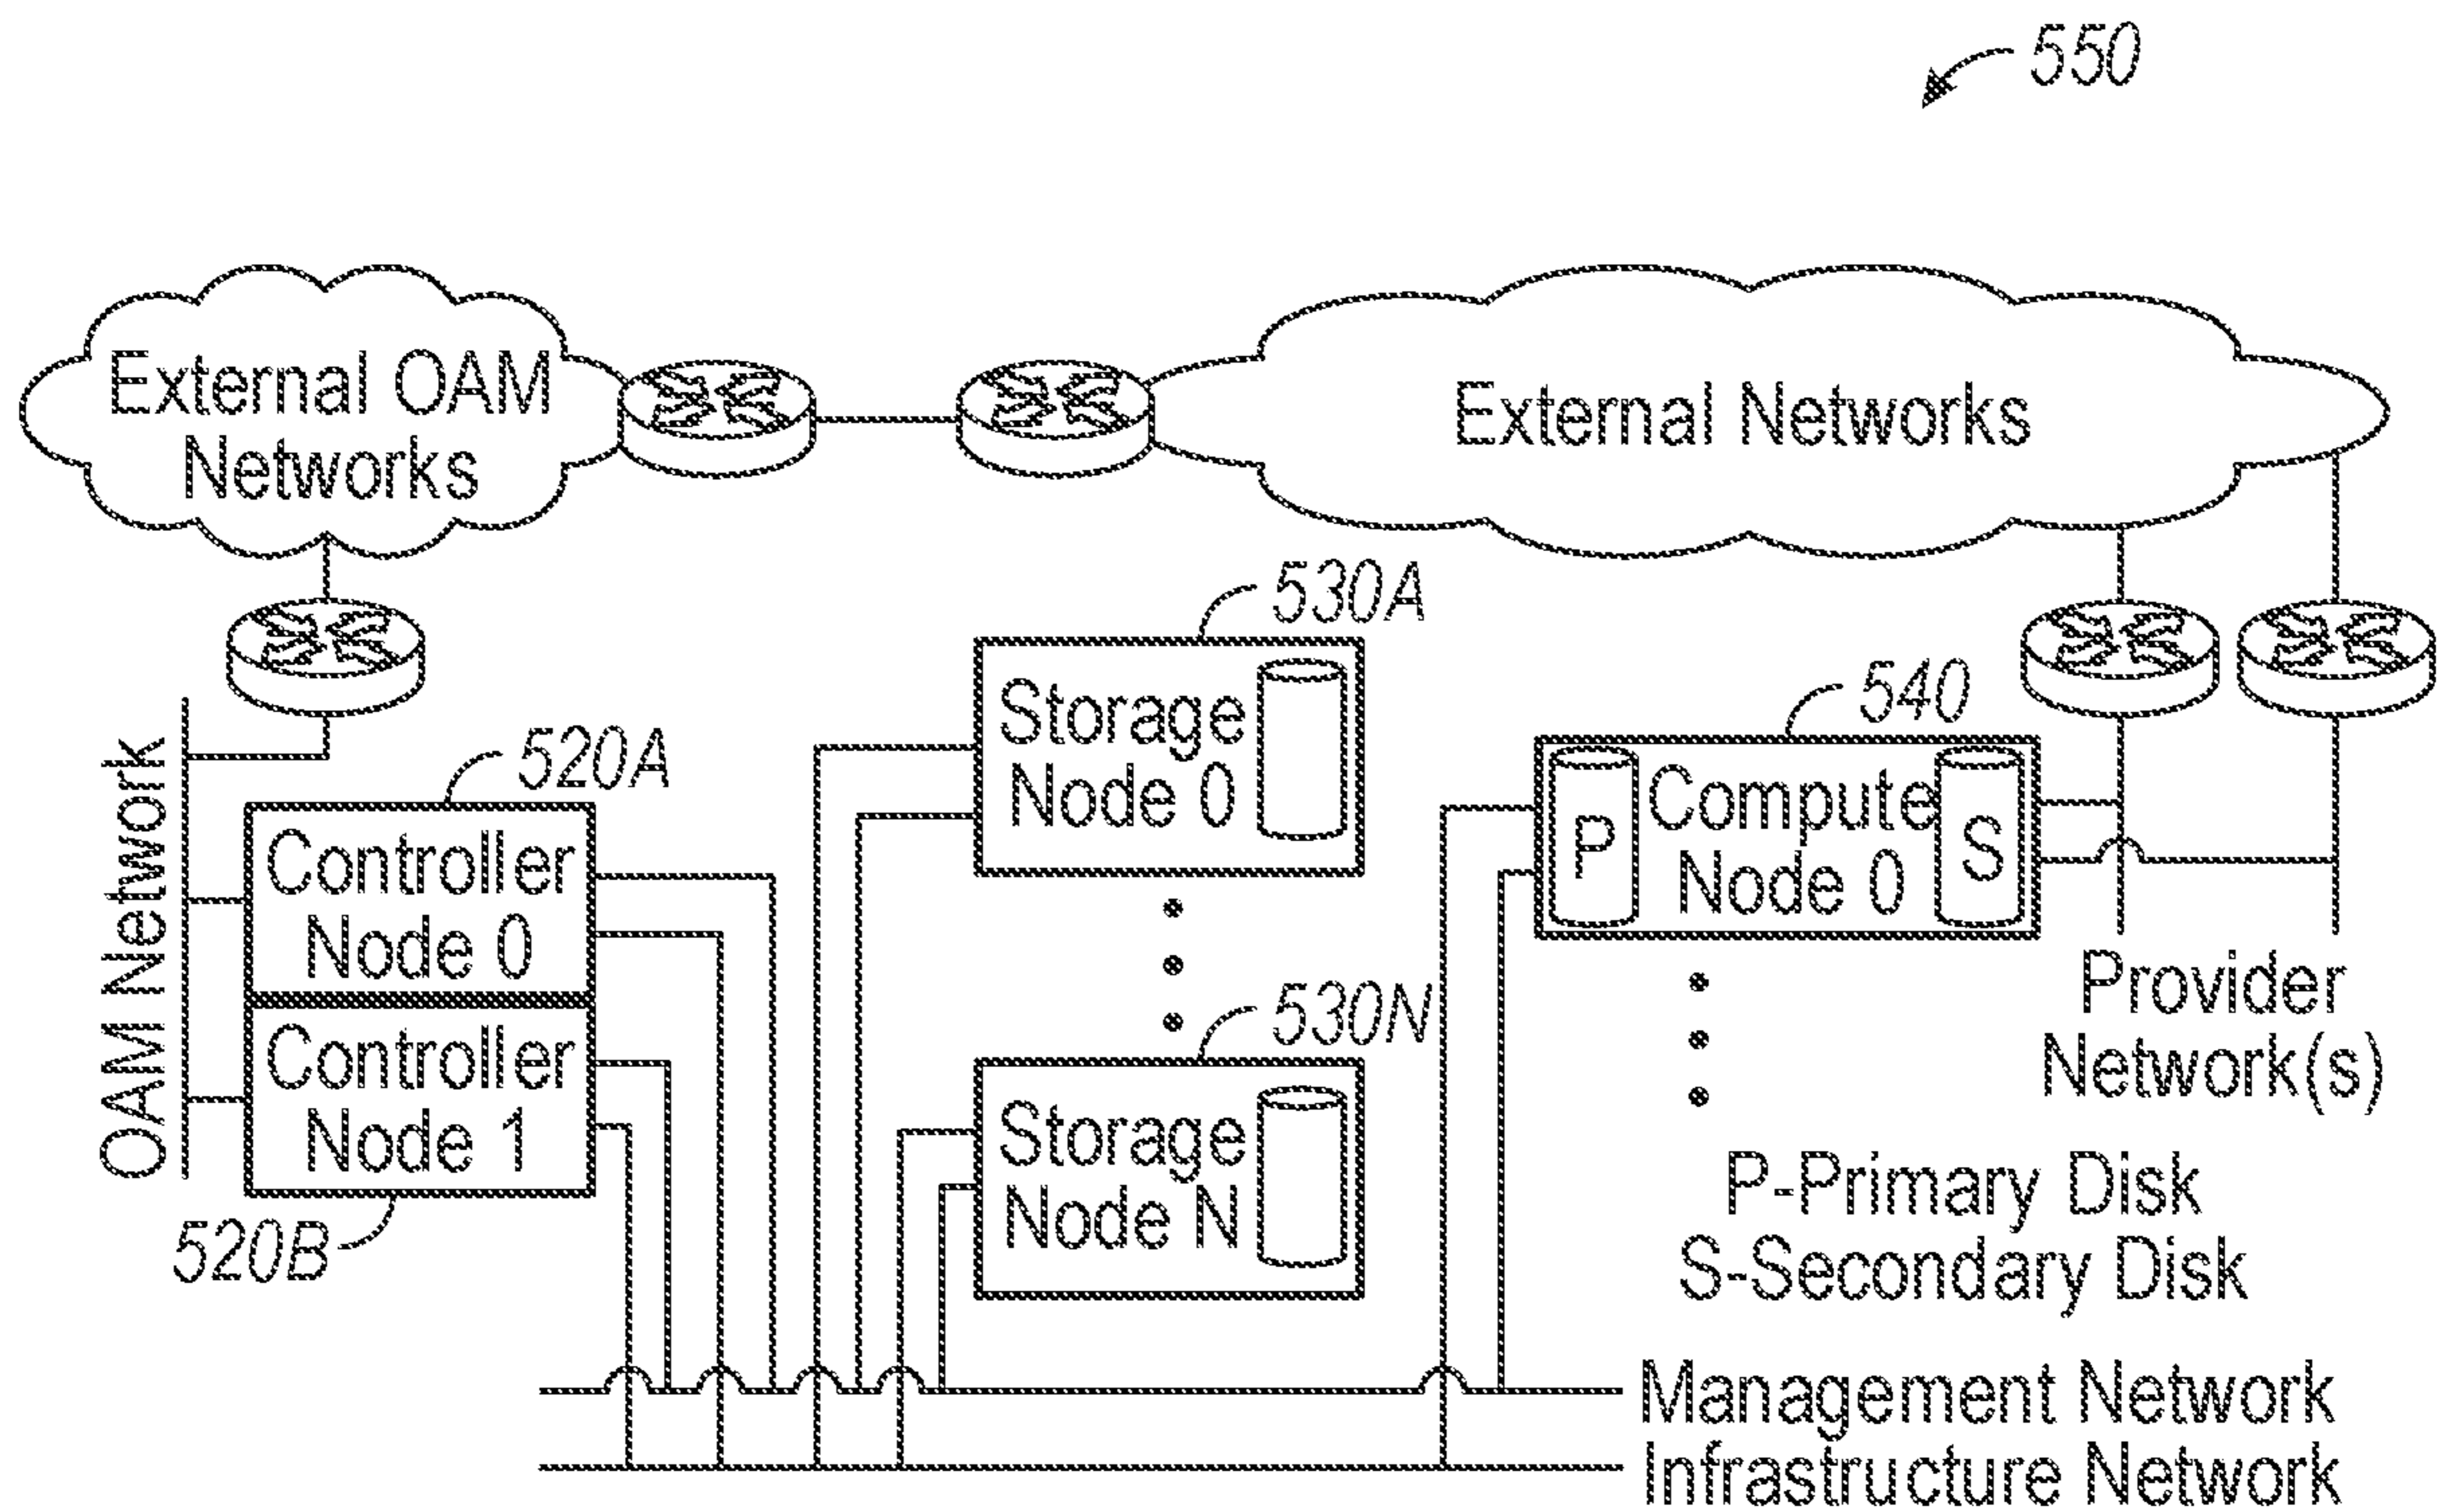 550
External OAM
Networks
External Networks
530A
540
520A
Storage
Node 0
P
Compute
Node 0
S
OAM Network
Controller
Node 0
Controller
Node 1
520B
530N
Storage
Node N
Provider
Network(s)
P-Primary Disk
S-Secondary Disk
Management Network
Infrastructure Network